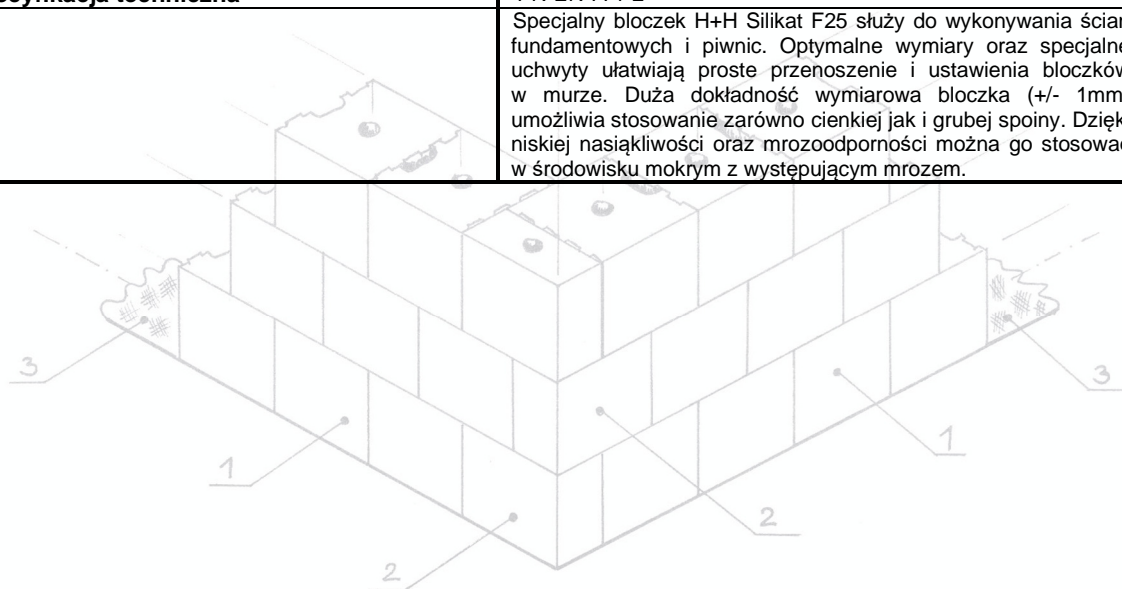 Specjalny bloczek H+H Silikat F25 służy do wykonywania ścian
fundamentowych i piwnic. Optymalne wymiary oraz specjalne
uchwyty ułatwiają proste przenoszenie i ustawienia bloczków
w murze. Duża dokładność wymiarowa bloczka (+/- 1mm
umożliwia stosowanie zarówno cienkiej jak i grubej spoiny. Dzięk
niskiej nasiąkliwości oraz mrozoodporności można go stosować
w środowisku mokrym z występującym mrozem.
3
3
1
1
2
2